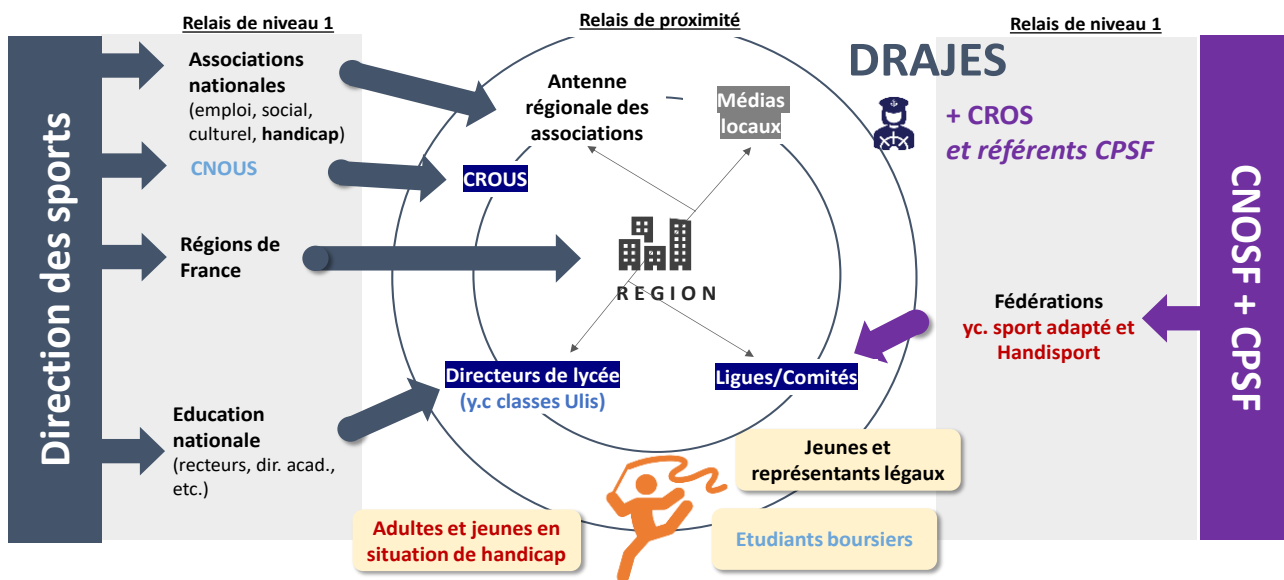 Relais de niveau 1
Relais de proximité
Relais de niveau 1
Direction des sports
Associations
nationales
(emploi, social,
culturel, handicap)
CNOUS
Régions de
France
Education
nationale
(recteurs, dir. acad.,
etc.)
Antenne
régionale des
associations
Médias
locaux
CROUS
REGION
Directeurs de lycée
(y.c classes Ulis)
Ligues/Comités
DRAJES
+ CROS
et référents CPSF
Fédérations
yc. sport adapté et
Handisport
CNOSF + CPSF
Jeunes et
représentants légaux
Adultes et jeunes en
situation de handicap
Etudiants boursiers